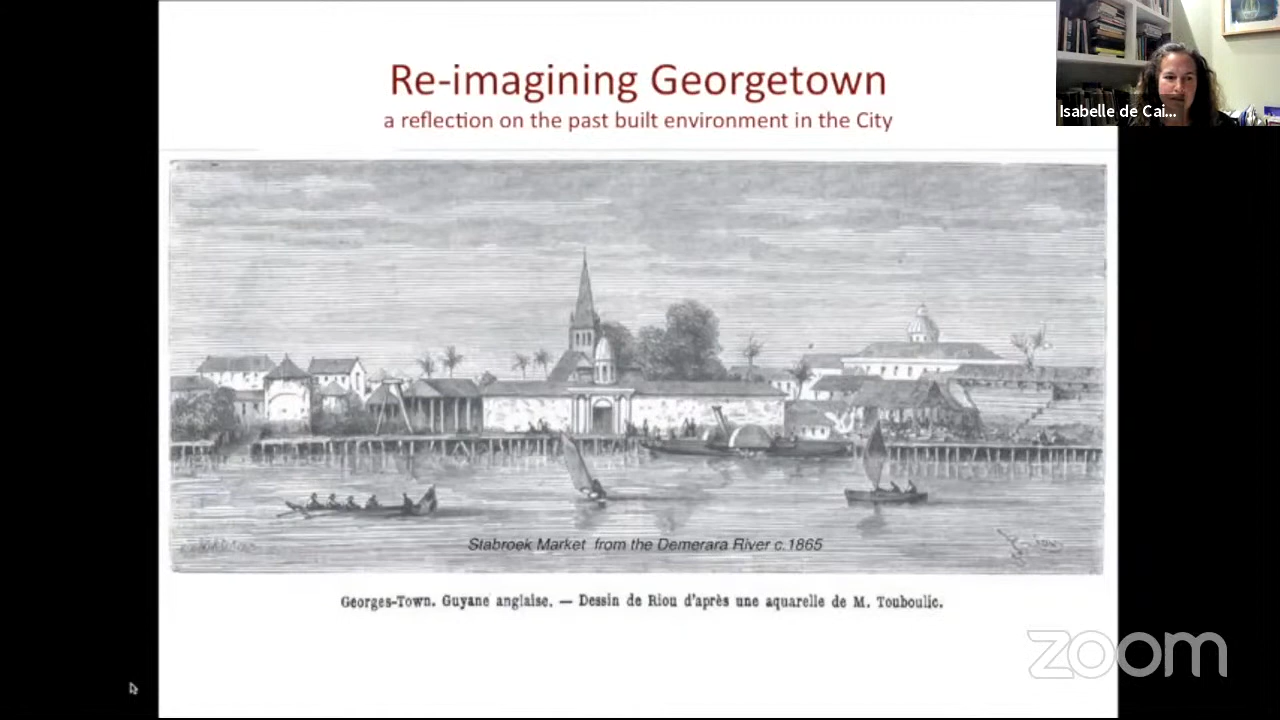 Re-imagining Georgetown
a reflection on the past built environment in the City
Isabelle de Cai...
Stabroek Market from the Demerara River c.1865
Georges-Town. Guyane anglaise. — Dessin de Riou d'après une aquarelle de M. Touboulic.
zoom